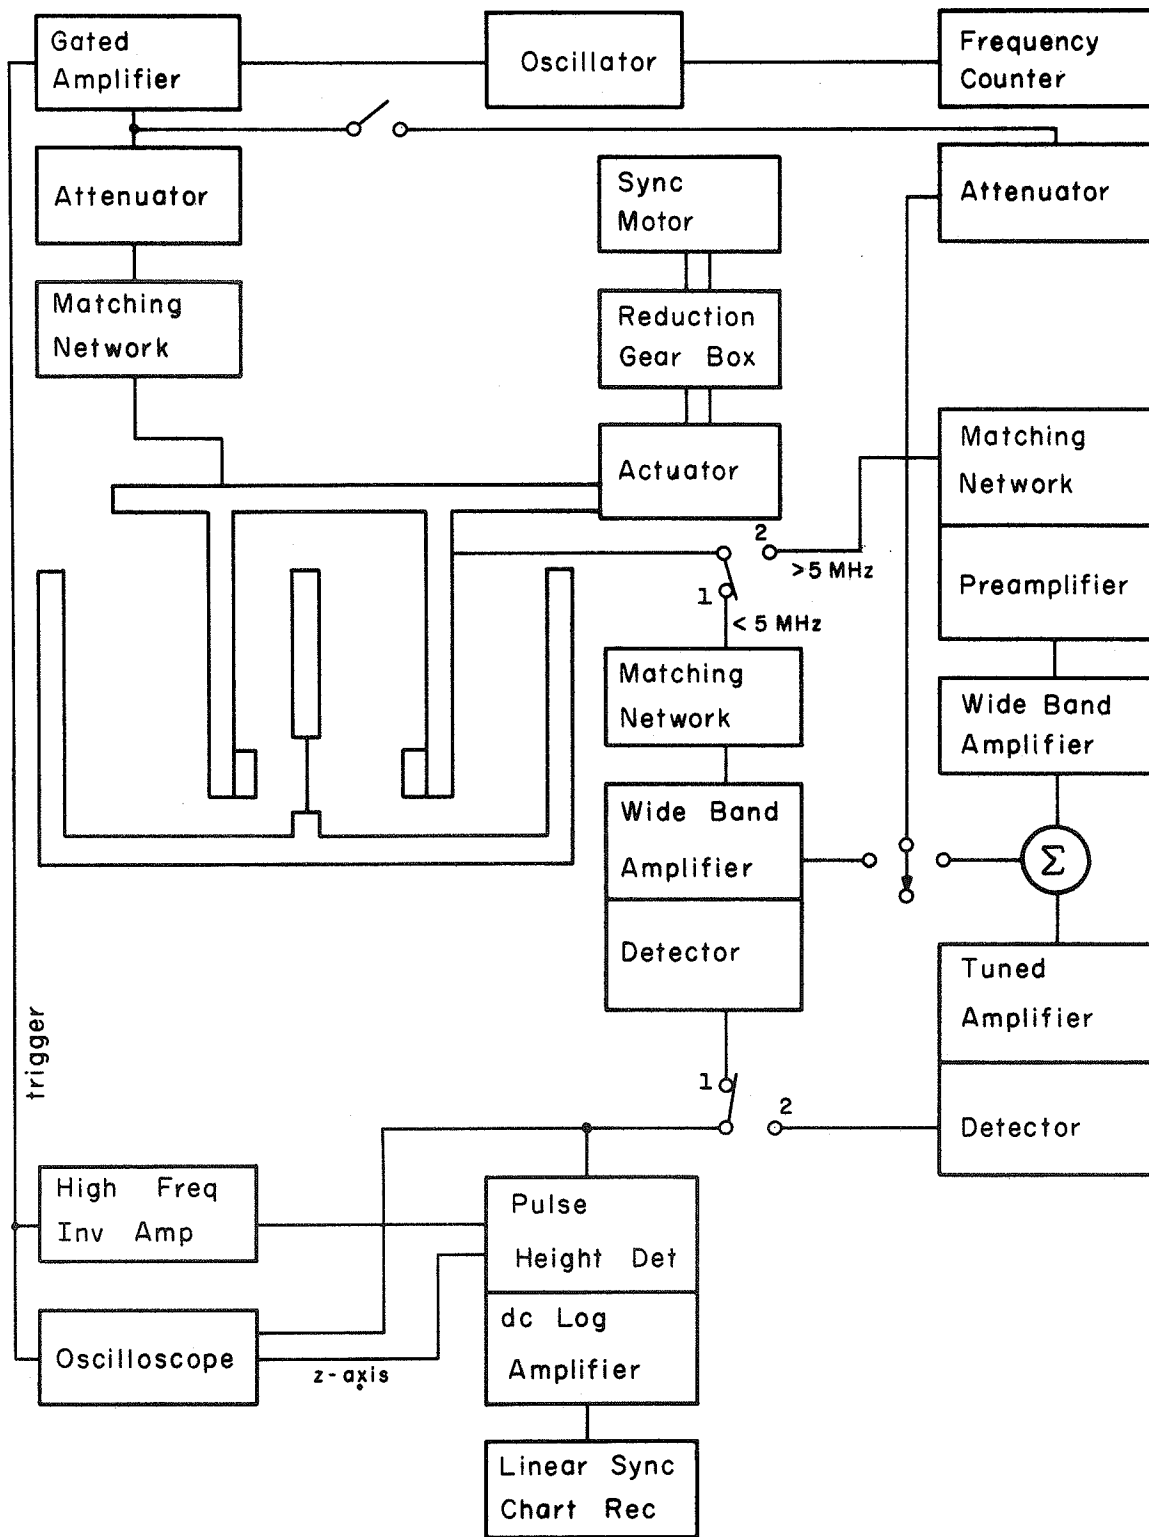 Gated
Amplifier
Oscillator
Frequency
Counter
Attenuator
Sync
Motor
Attenuator
Matching
Network
Reduction
Gear Box
Actuator
Matching
Network
2
>5 MHz
1
<5 MHz
Preamplifier
Matching
Network
Wide Band
Amplifier
Wide Band
Amplifier
Σ
Detector
Tuned
Amplifier
trigger
1
2
Detector
High Freq
Inv Amp
Pulse
Height Det
dc Log
Amplifier
Oscilloscope
z-axis
Linear Sync
Chart Rec